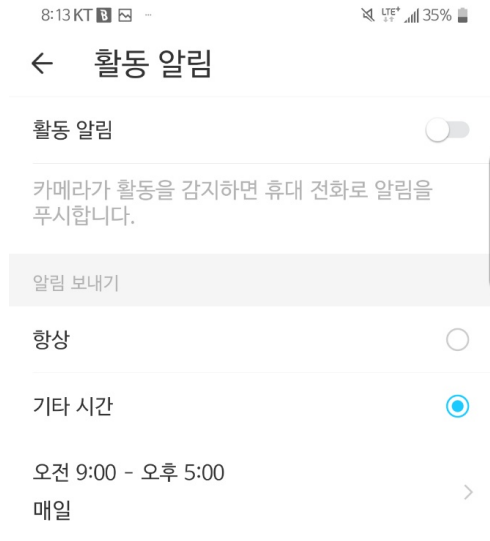 8:13 KT LTE+ 35%
활동 알림
활동 알림
카메라가 활동을 감지하면 휴대 전화로 알림을
푸시합니다.
알림 보내기
항상
기타 시간
오전 9:00 - 오후 5:00
매일